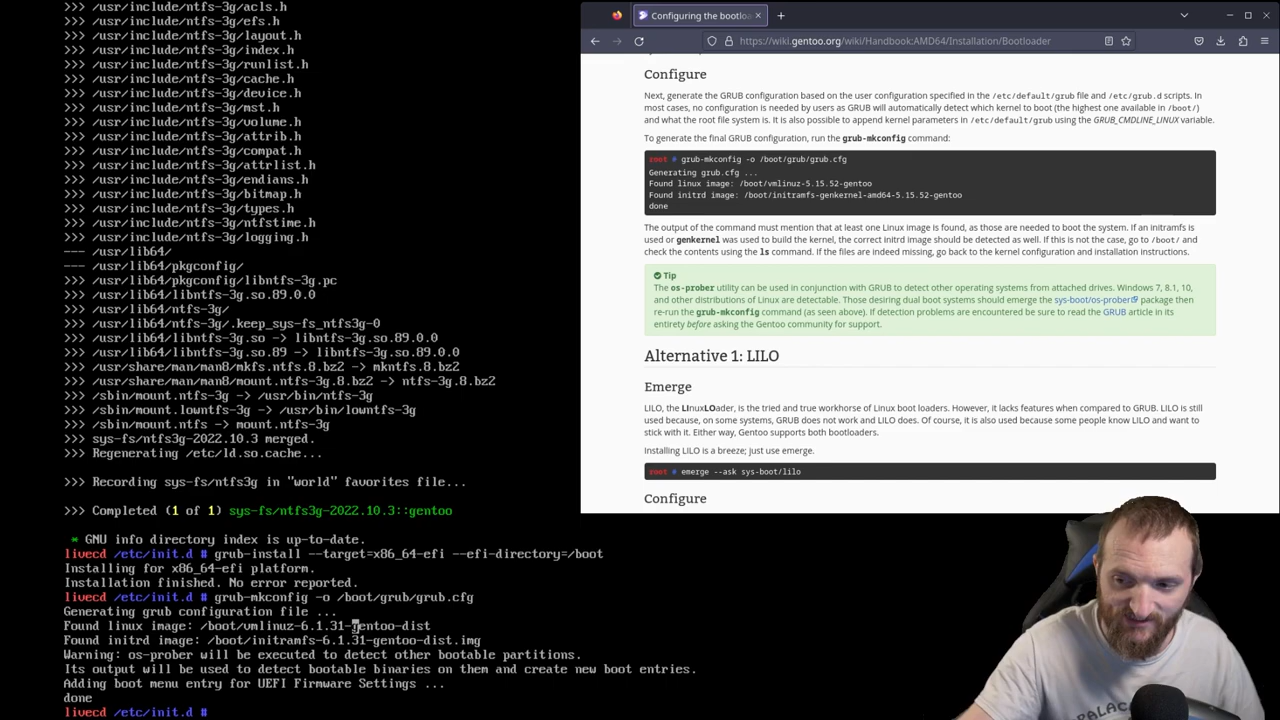 >>> /usr/include/ntfs-3g/acls.h
>>> /usr/include/ntfs-3g/efs.h
>>> /usr/include/ntfs-3g/layout.h
>>> /usr/include/ntfs-3g/index.h
>>> /usr/include/ntfs-3g/runlist.h
>>> /usr/include/ntfs-3g/cache.h
>>> /usr/include/ntfs-3g/device.h
>>> /usr/include/ntfs-3g/mst.h
>>> /usr/include/ntfs-3g/volume.h
>>> /usr/include/ntfs-3g/attrib.h
>>> /usr/include/ntfs-3g/compat.h
>>> /usr/include/ntfs-3g/attrlist.h
>>> /usr/include/ntfs-3g/endians.h
>>> /usr/include/ntfs-3g/bitmap.h
>>> /usr/include/ntfs-3g/types.h
>>> /usr/include/ntfs-3g/ntfstime.h
>>> /usr/include/ntfs-3g/logging.h
--- /usr/lib64/
--- /usr/lib64/pkgconfig/
>>> /usr/lib64/pkgconfig/libntfs-3g.pc
>>> /usr/lib64/libntfs-3g.so.89.0.0
>>> /usr/lib64/ntfs-3g/
>>> /usr/lib64/ntfs-3g/.keep_sys-fs_ntfs3g-0
>>> /usr/lib64/libntfs-3g.so -> libntfs-3g.so.89.0.0
>>> /usr/lib64/libntfs-3g.so.89 -> libntfs-3g.so.89.0.0
>>> /usr/share/man/man8/mkfs.ntfs.8.bz2 -> mkntfs.8.bz2
>>> /usr/share/man/man8/mount.ntfs-3g.8.bz2 -> ntfs-3g.8.bz2
>>> /sbin/mount.ntfs-3g -> /usr/bin/ntfs-3g
>>> /sbin/mount.lowntfs-3g -> /usr/bin/lowntfs-3g
>>> /sbin/mount.ntfs -> mount.ntfs-3g
>>> sys-fs/ntfs3g-2022.10.3 merged.
>>> Regenerating /etc/ld.so.cache...
>>> Recording sys-fs/ntfs3g in "world" favorites file...
>>> Completed (1 of 1) sys-fs/ntfs3g-2022.10.3::gentoo
* GNU info directory index is up-to-date.
livecd /etc/init.d # grub-install --target=x86_64-efi --efi-directory=/boot
Installing for x86_64-efi platform.
Installation finished. No error reported.
livecd /etc/init.d # grub-mkconfig -o /boot/grub/grub.cfg
Generating grub configuration file ...
Found linux image: /boot/vmlinuz-6.1.31-gentoo-dist
Found initrd image: /boot/initramfs-6.1.31-gentoo-dist.img
Warning: os-prober will be executed to detect other bootable partitions.
Its output will be used to detect bootable binaries on them and create new boot entries.
Adding boot menu entry for UEFI Firmware Settings ...
done
livecd /etc/init.d #
Configuring the bootlo
https://wiki.gentoo.org/wiki/Handbook:AMD64/Installation/Bootloader
Configure
Next, generate the GRUB configuration based on the user configuration specified in the /etc/default/grub file and /etc/grub.d scripts. In
most cases, no configuration is needed by users as GRUB will automatically detect which kernel to boot (the highest one available in /boot/)
and what the root file system is. It is also possible to append kernel parameters in /etc/default/grub using the GRUB_CMDLINE_LINUX variable.
To generate the final GRUB configuration, run the grub-mkconfig command:
root # grub-mkconfig -o /boot/grub/grub.cfg
Generating grub.cfg ...
Found linux image: /boot/vmlinuz-5.15.52-gentoo
Found initrd image: /boot/initramfs-genkernel-amd64-5.15.52-gentoo
done
The output of the command must mention that at least one Linux image is found, as those are needed to boot the system. If an initramfs is
used or genkernel was used to build the kernel, the correct initrd image should be detected as well. If this is not the case, go to /boot/ and
check the contents using the ls command. If the files are indeed missing, go back to the kernel configuration and installation instructions.
Tip
The os-prober utility can be used in conjunction with GRUB to detect other operating systems from attached drives. Windows 7, 8.1, 10,
and other distributions of Linux are detectable. Those desiring dual boot systems should emerge the sys-boot/os-prober package then
re-run the grub-mkconfig command (as seen above). If detection problems are encountered be sure to read the GRUB article in its
entirety before asking the Gentoo community for support.
Alternative 1: LILO
Emerge
LILO, the LInuxLOader, is the tried and true workhorse of Linux boot loaders. However, it lacks features when compared to GRUB. LILO is still
used because, on some systems, GRUB does not work and LILO does. Of course, it is also used because some people know LILO and want to
stick with it. Either way, Gentoo supports both bootloaders.
Installing LILO is a breeze; just use emerge.
root # emerge --ask sys-boot/lilo
Configure